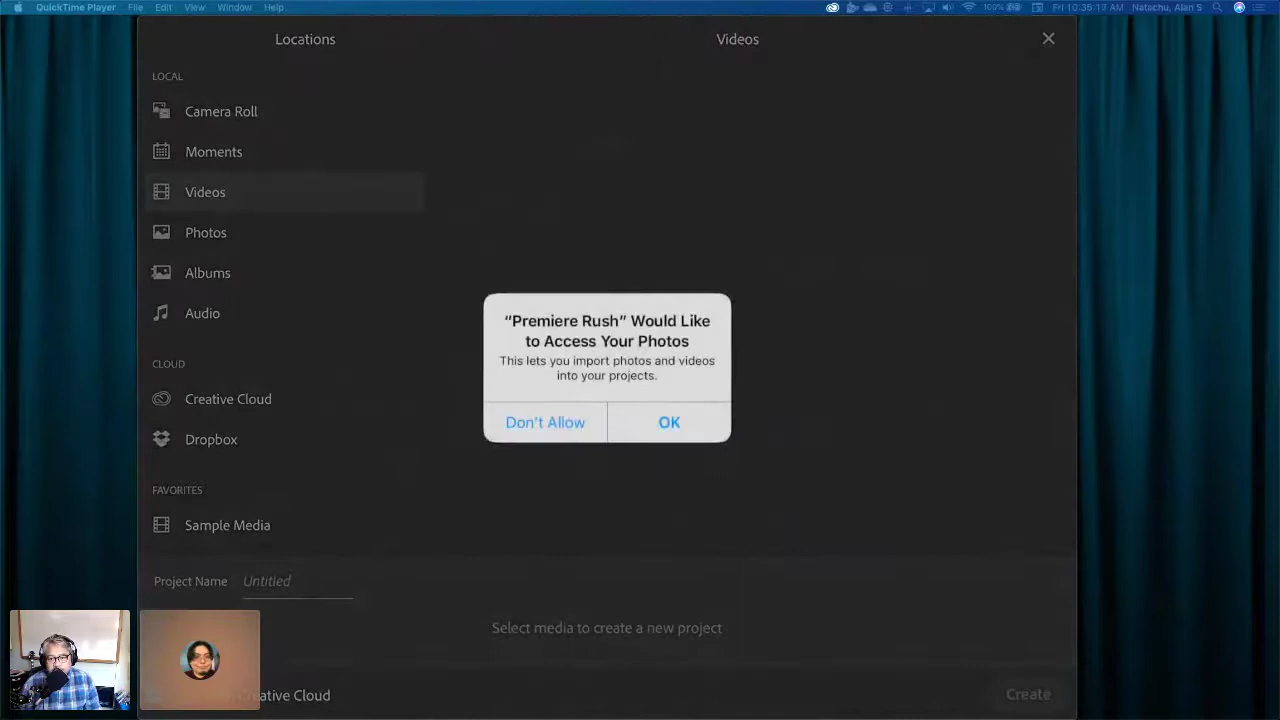 QuickTime Player File Edit View Window Help 100% Fri 10:35:17 AM Natachu, Alan S
Locations
Videos
LOCAL
Camera Roll
Moments
Videos
Photos
Albums
Audio
CLOUD
Creative Cloud
Dropbox
FAVORITES
Sample Media
"Premiere Rush" Would Like
to Access Your Photos
This lets you import photos and videos
into your projects.
Don't Allow
OK
Project Name Untitled
Select media to create a new project
Creative Cloud
Create